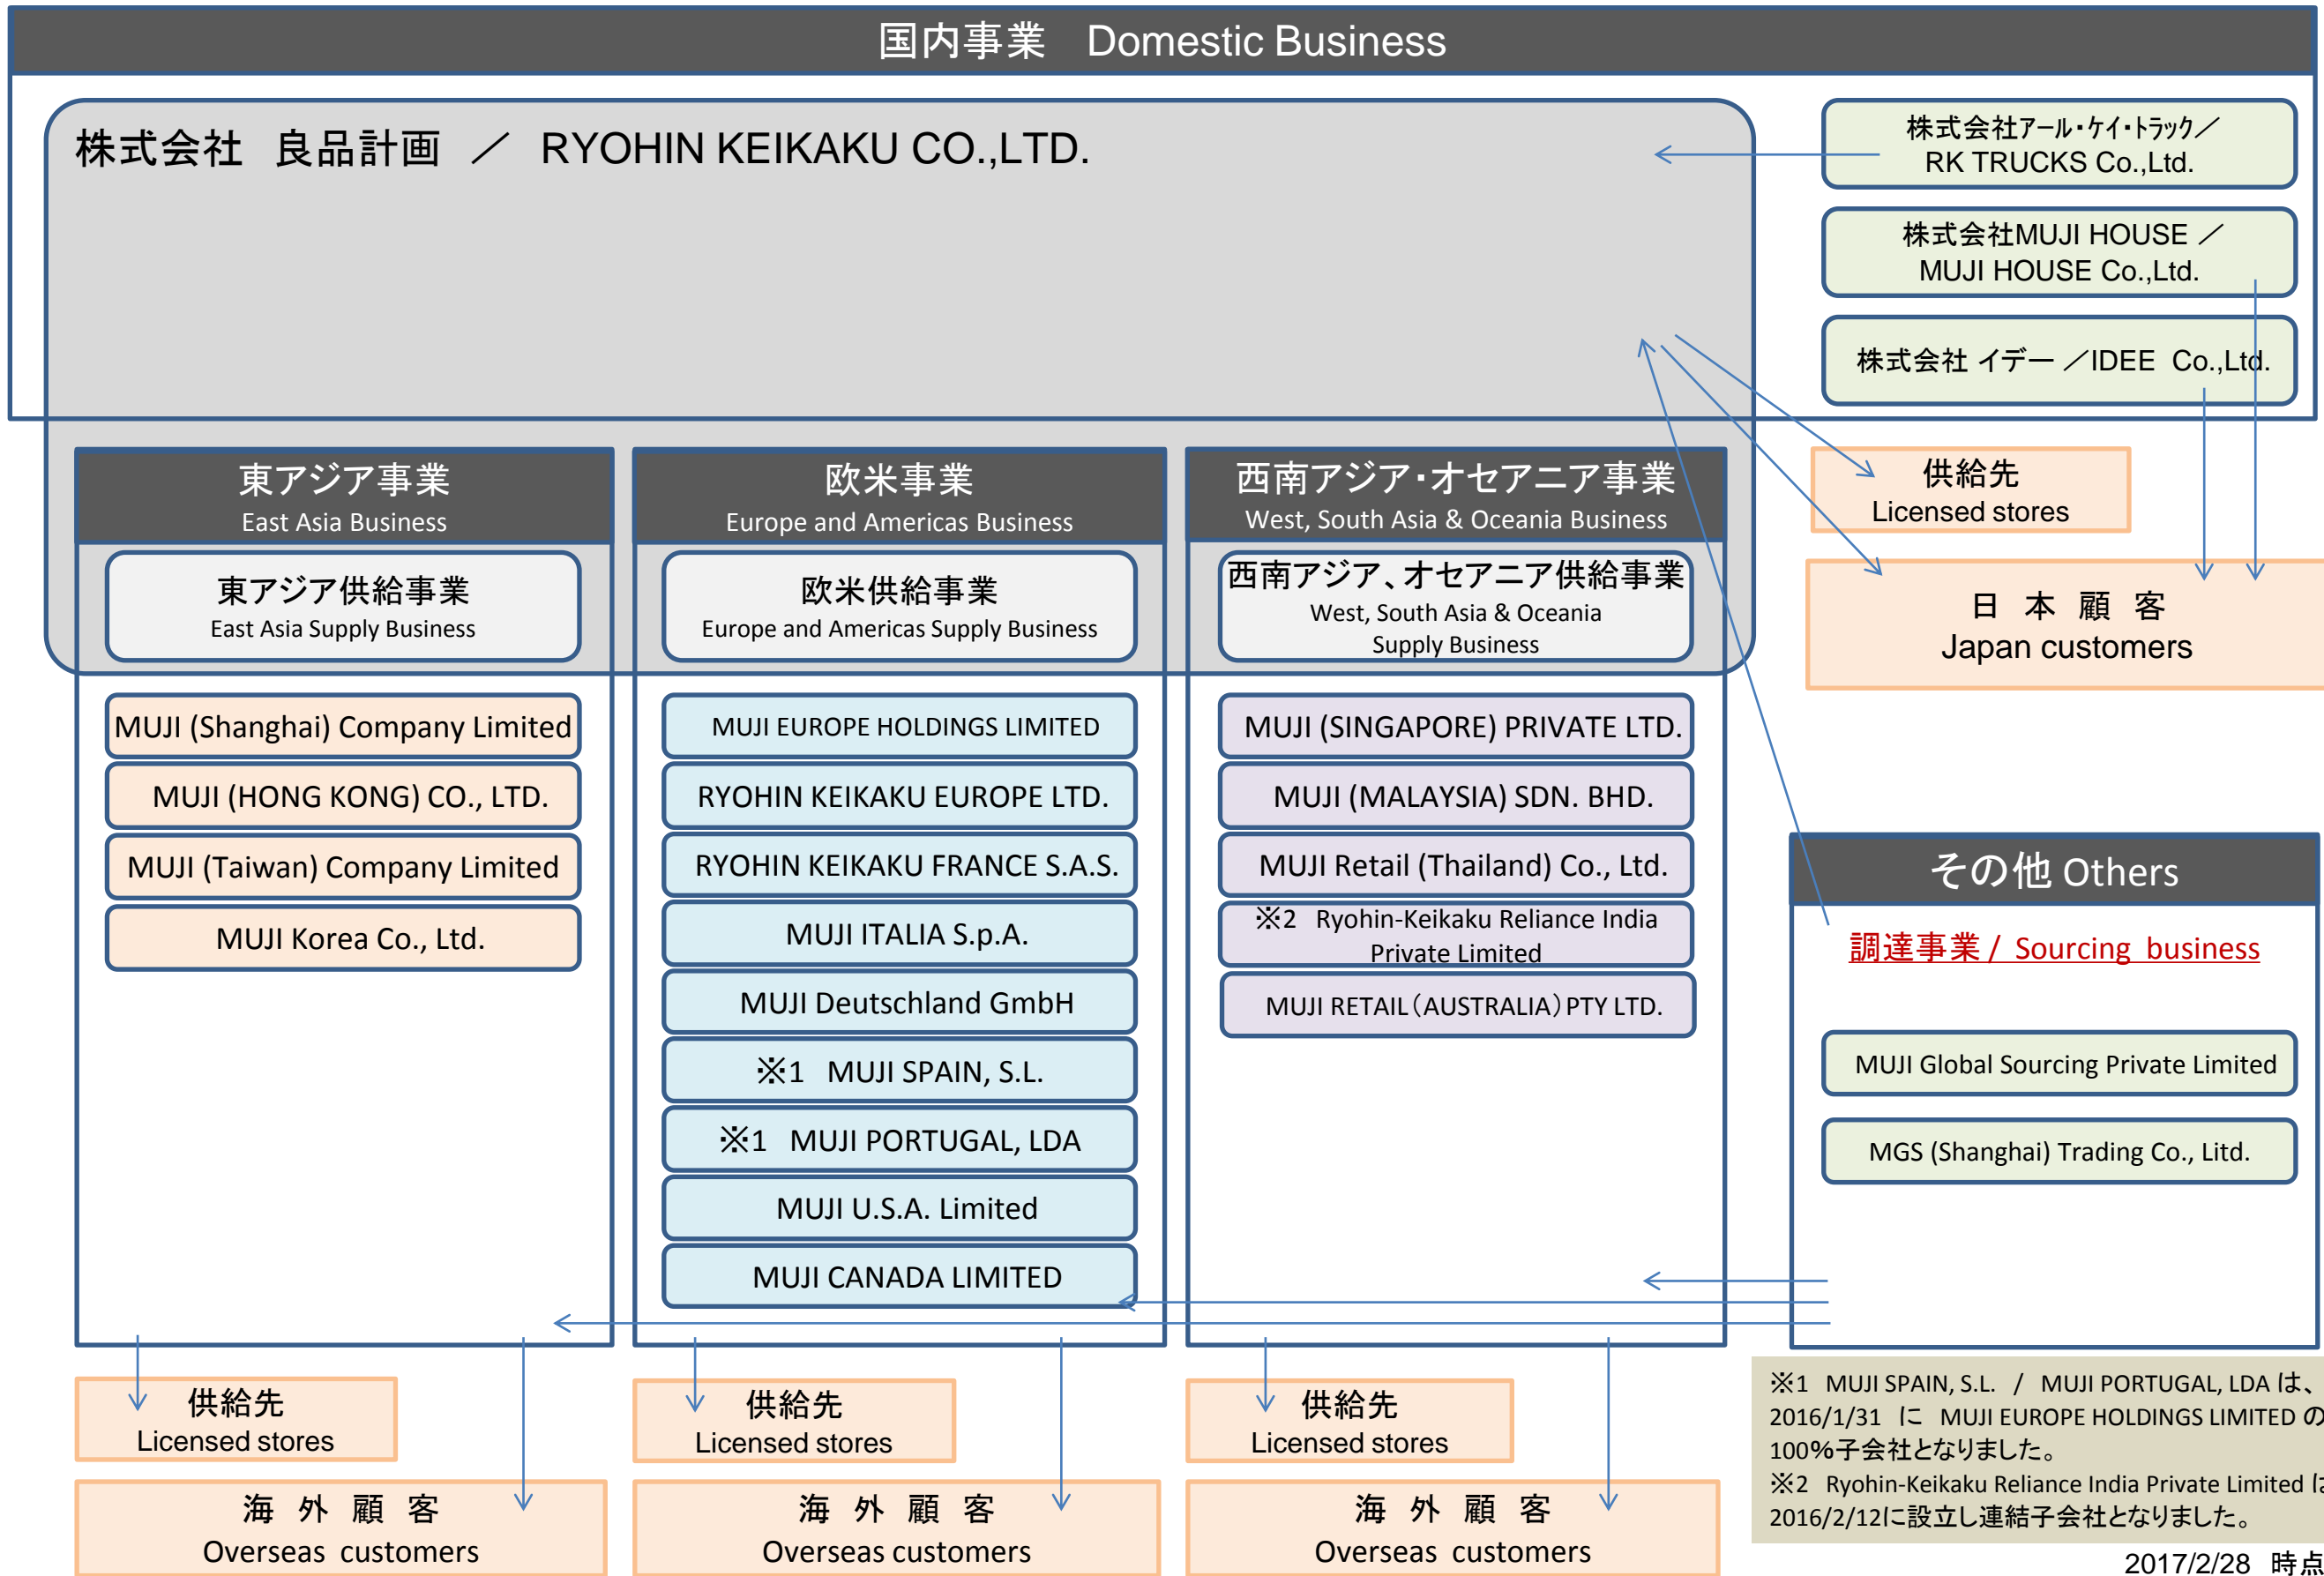 国内事業　Domestic Business
株式会社　良品計画　／　RYOHIN KEIKAKU CO.,LTD.
株式会社アール・ケイ・トラック／
RK TRUCKS Co.,Ltd.
株式会社MUJI HOUSE ／
MUJI HOUSE Co.,Ltd.
株式会社 イデー ／IDEE Co.,Ltd.
東アジア事業
East Asia Business
東アジア供給事業
East Asia Supply Business
MUJI (Shanghai) Company Limited
MUJI (HONG KONG) CO., LTD.
MUJI (Taiwan) Company Limited
MUJI Korea Co., Ltd.
欧米事業
Europe and Americas Business
欧米供給事業
Europe and Americas Supply Business
MUJI EUROPE HOLDINGS LIMITED
RYOHIN KEIKAKU EUROPE LTD.
RYOHIN KEIKAKU FRANCE S.A.S.
MUJI ITALIA S.p.A.
MUJI Deutschland GmbH
※1 MUJI SPAIN, S.L.
※1 MUJI PORTUGAL, LDA
MUJI U.S.A. Limited
MUJI CANADA LIMITED
西南アジア・オセアニア事業
West, South Asia & Oceania Business
西南アジア、オセアニア供給事業
West, South Asia & Oceania
Supply Business
MUJI (SINGAPORE) PRIVATE LTD.
MUJI (MALAYSIA) SDN. BHD.
MUJI Retail (Thailand) Co., Ltd.
※2 Ryohin-Keikaku Reliance India
Private Limited
MUJI RETAIL（AUSTRALIA）PTY LTD.
供給先
Licensed stores
日 本 顧 客
Japan customers
その他 Others
調達事業 / Sourcing business
MUJI Global Sourcing Private Limited
MGS (Shanghai) Trading Co., Litd.
供給先
Licensed stores
海 外 顧 客
Overseas customers
供給先
Licensed stores
海 外 顧 客
Overseas customers
供給先
Licensed stores
海 外 顧 客
Overseas customers
※1 MUJI SPAIN, S.L. / MUJI PORTUGAL, LDA は、
2016/1/31 に MUJI EUROPE HOLDINGS LIMITED の
100%子会社となりました。
※2 Ryohin-Keikaku Reliance India Private Limited は
2016/2/12に設立し連結子会社となりました。
2017/2/28 時点